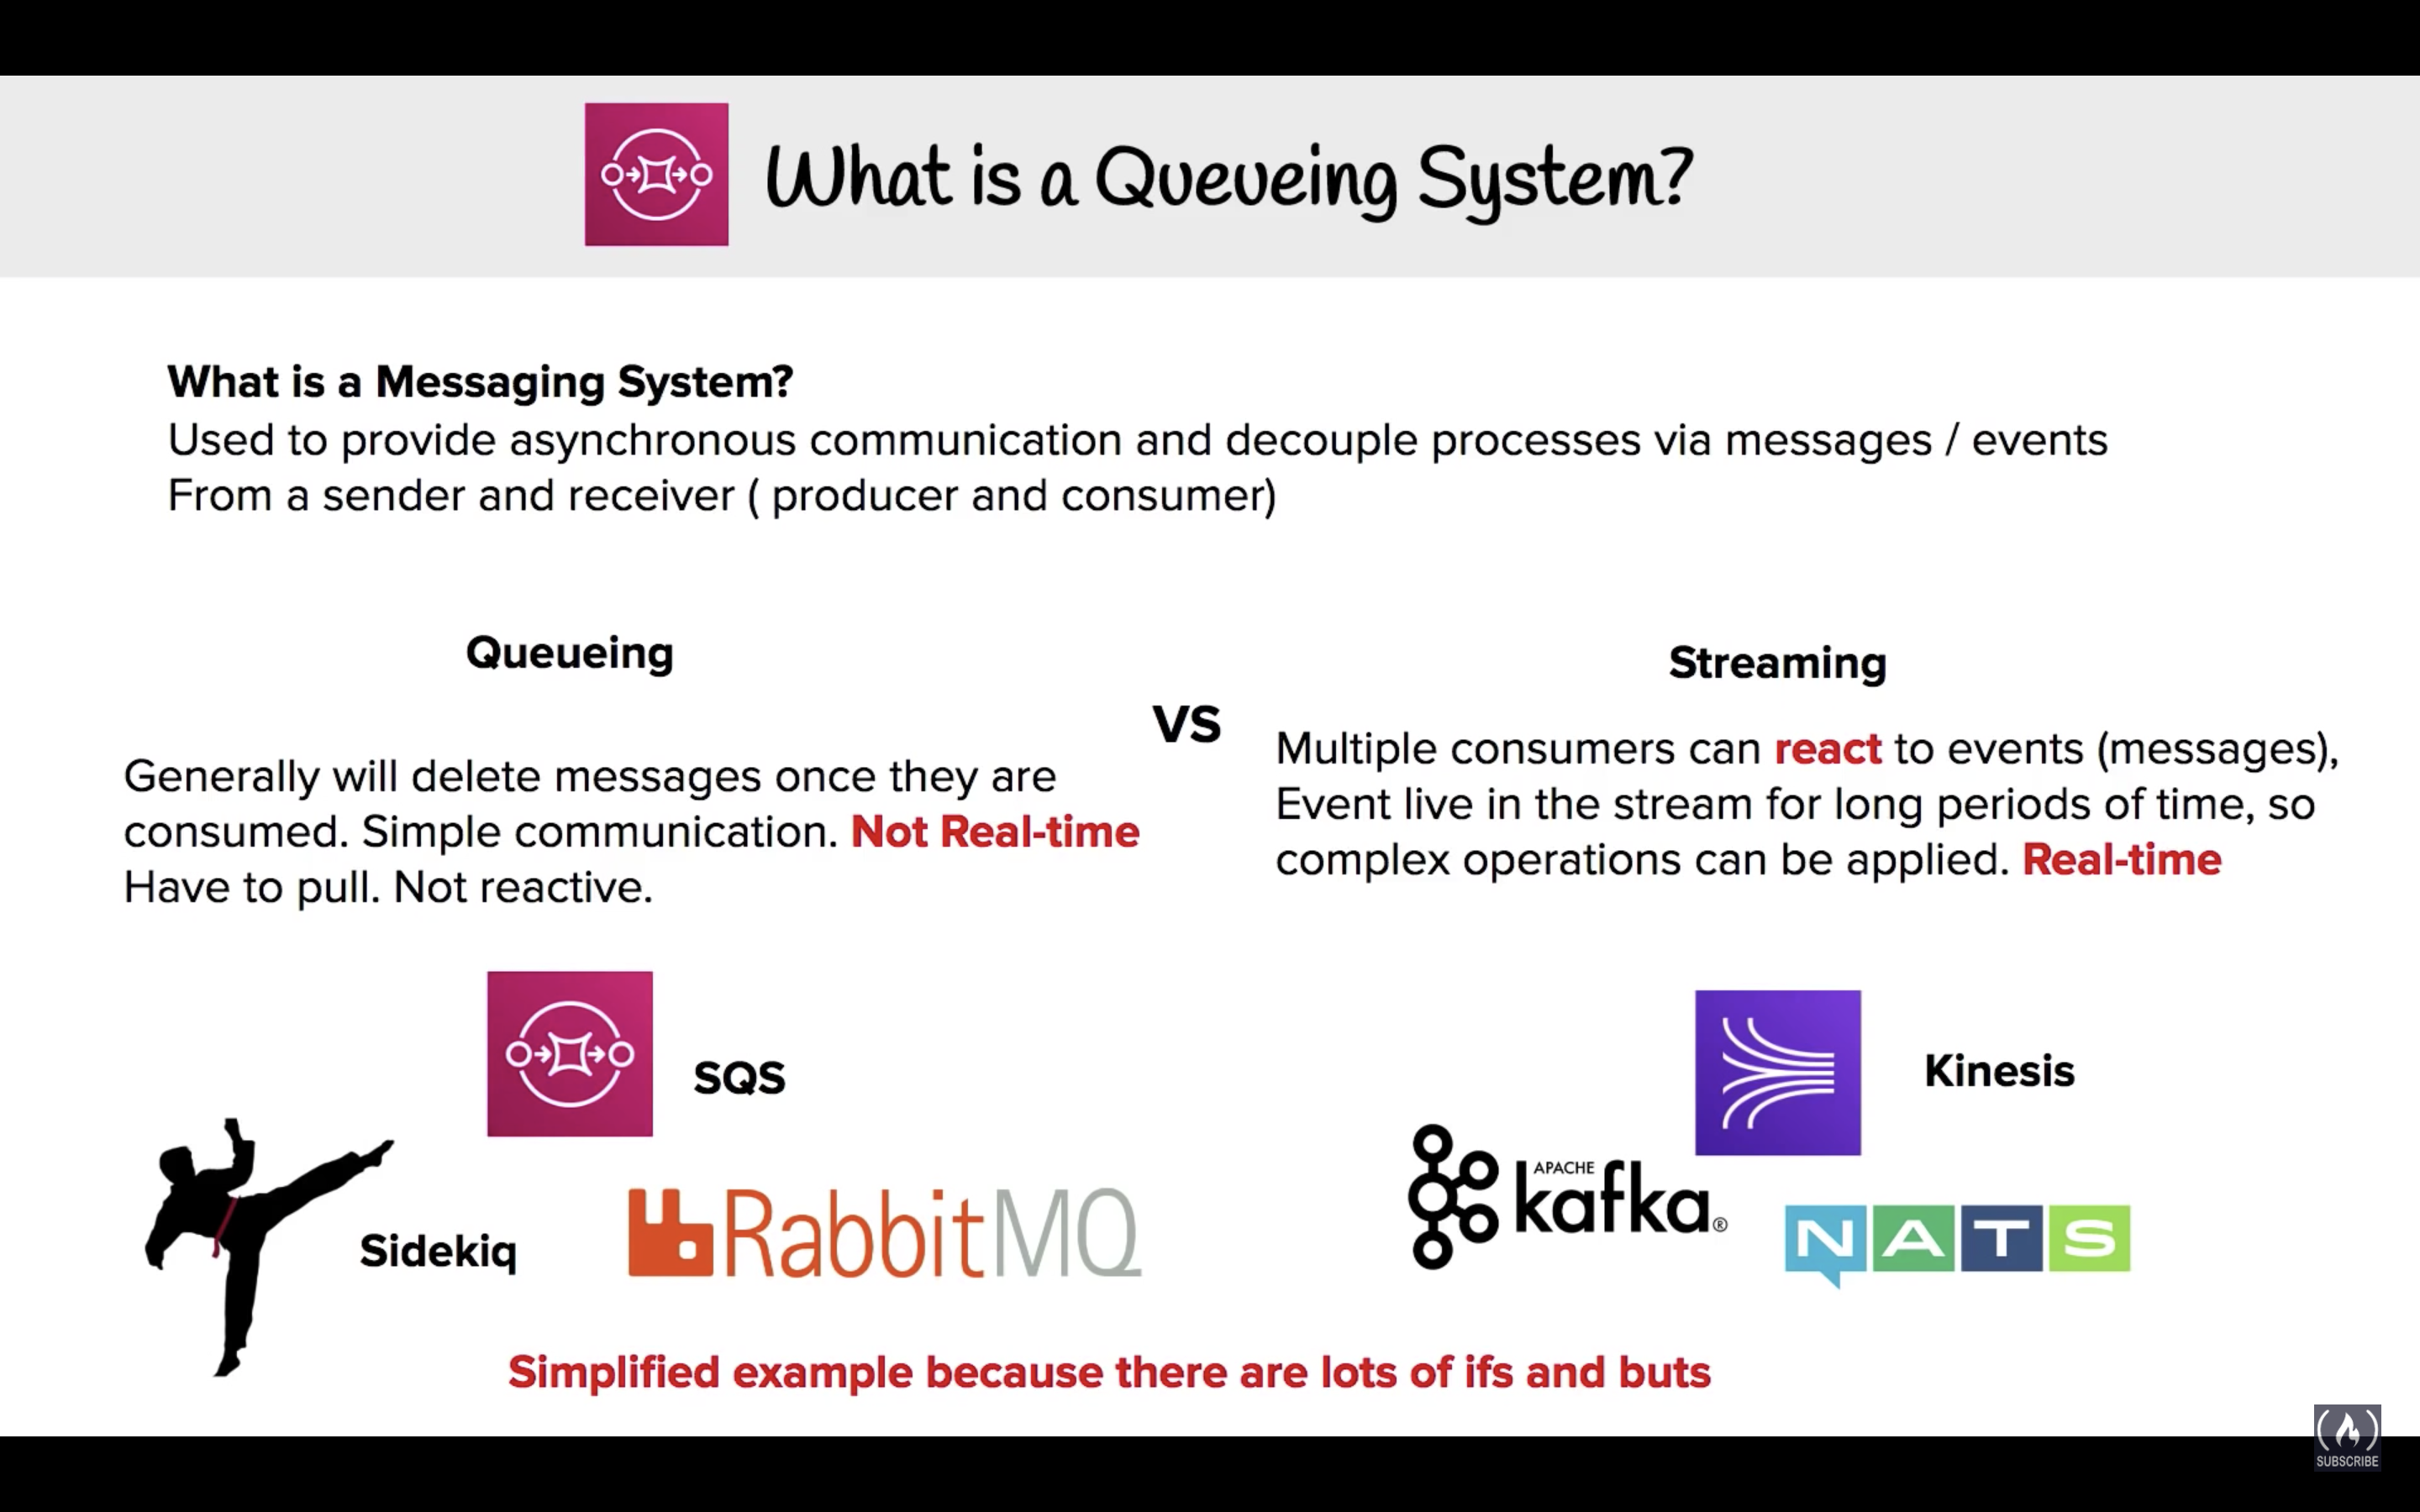 What is a Queueing System?
What is a Messaging System?
Used to provide asynchronous communication and decouple processes via messages / events
From a sender and receiver ( producer and consumer)
Queueing
Generally will delete messages once they are
consumed. Simple communication. Not Real-time
Have to pull. Not reactive.
VS
Streaming
Multiple consumers can react to events (messages),
Event live in the stream for long periods of time, so
complex operations can be applied. Real-time
SQS
Sidekiq
RabbitMQ
Kinesis
APACHE
kafka®
NATS
Simplified example because there are lots of ifs and buts
SUBSCRIBE